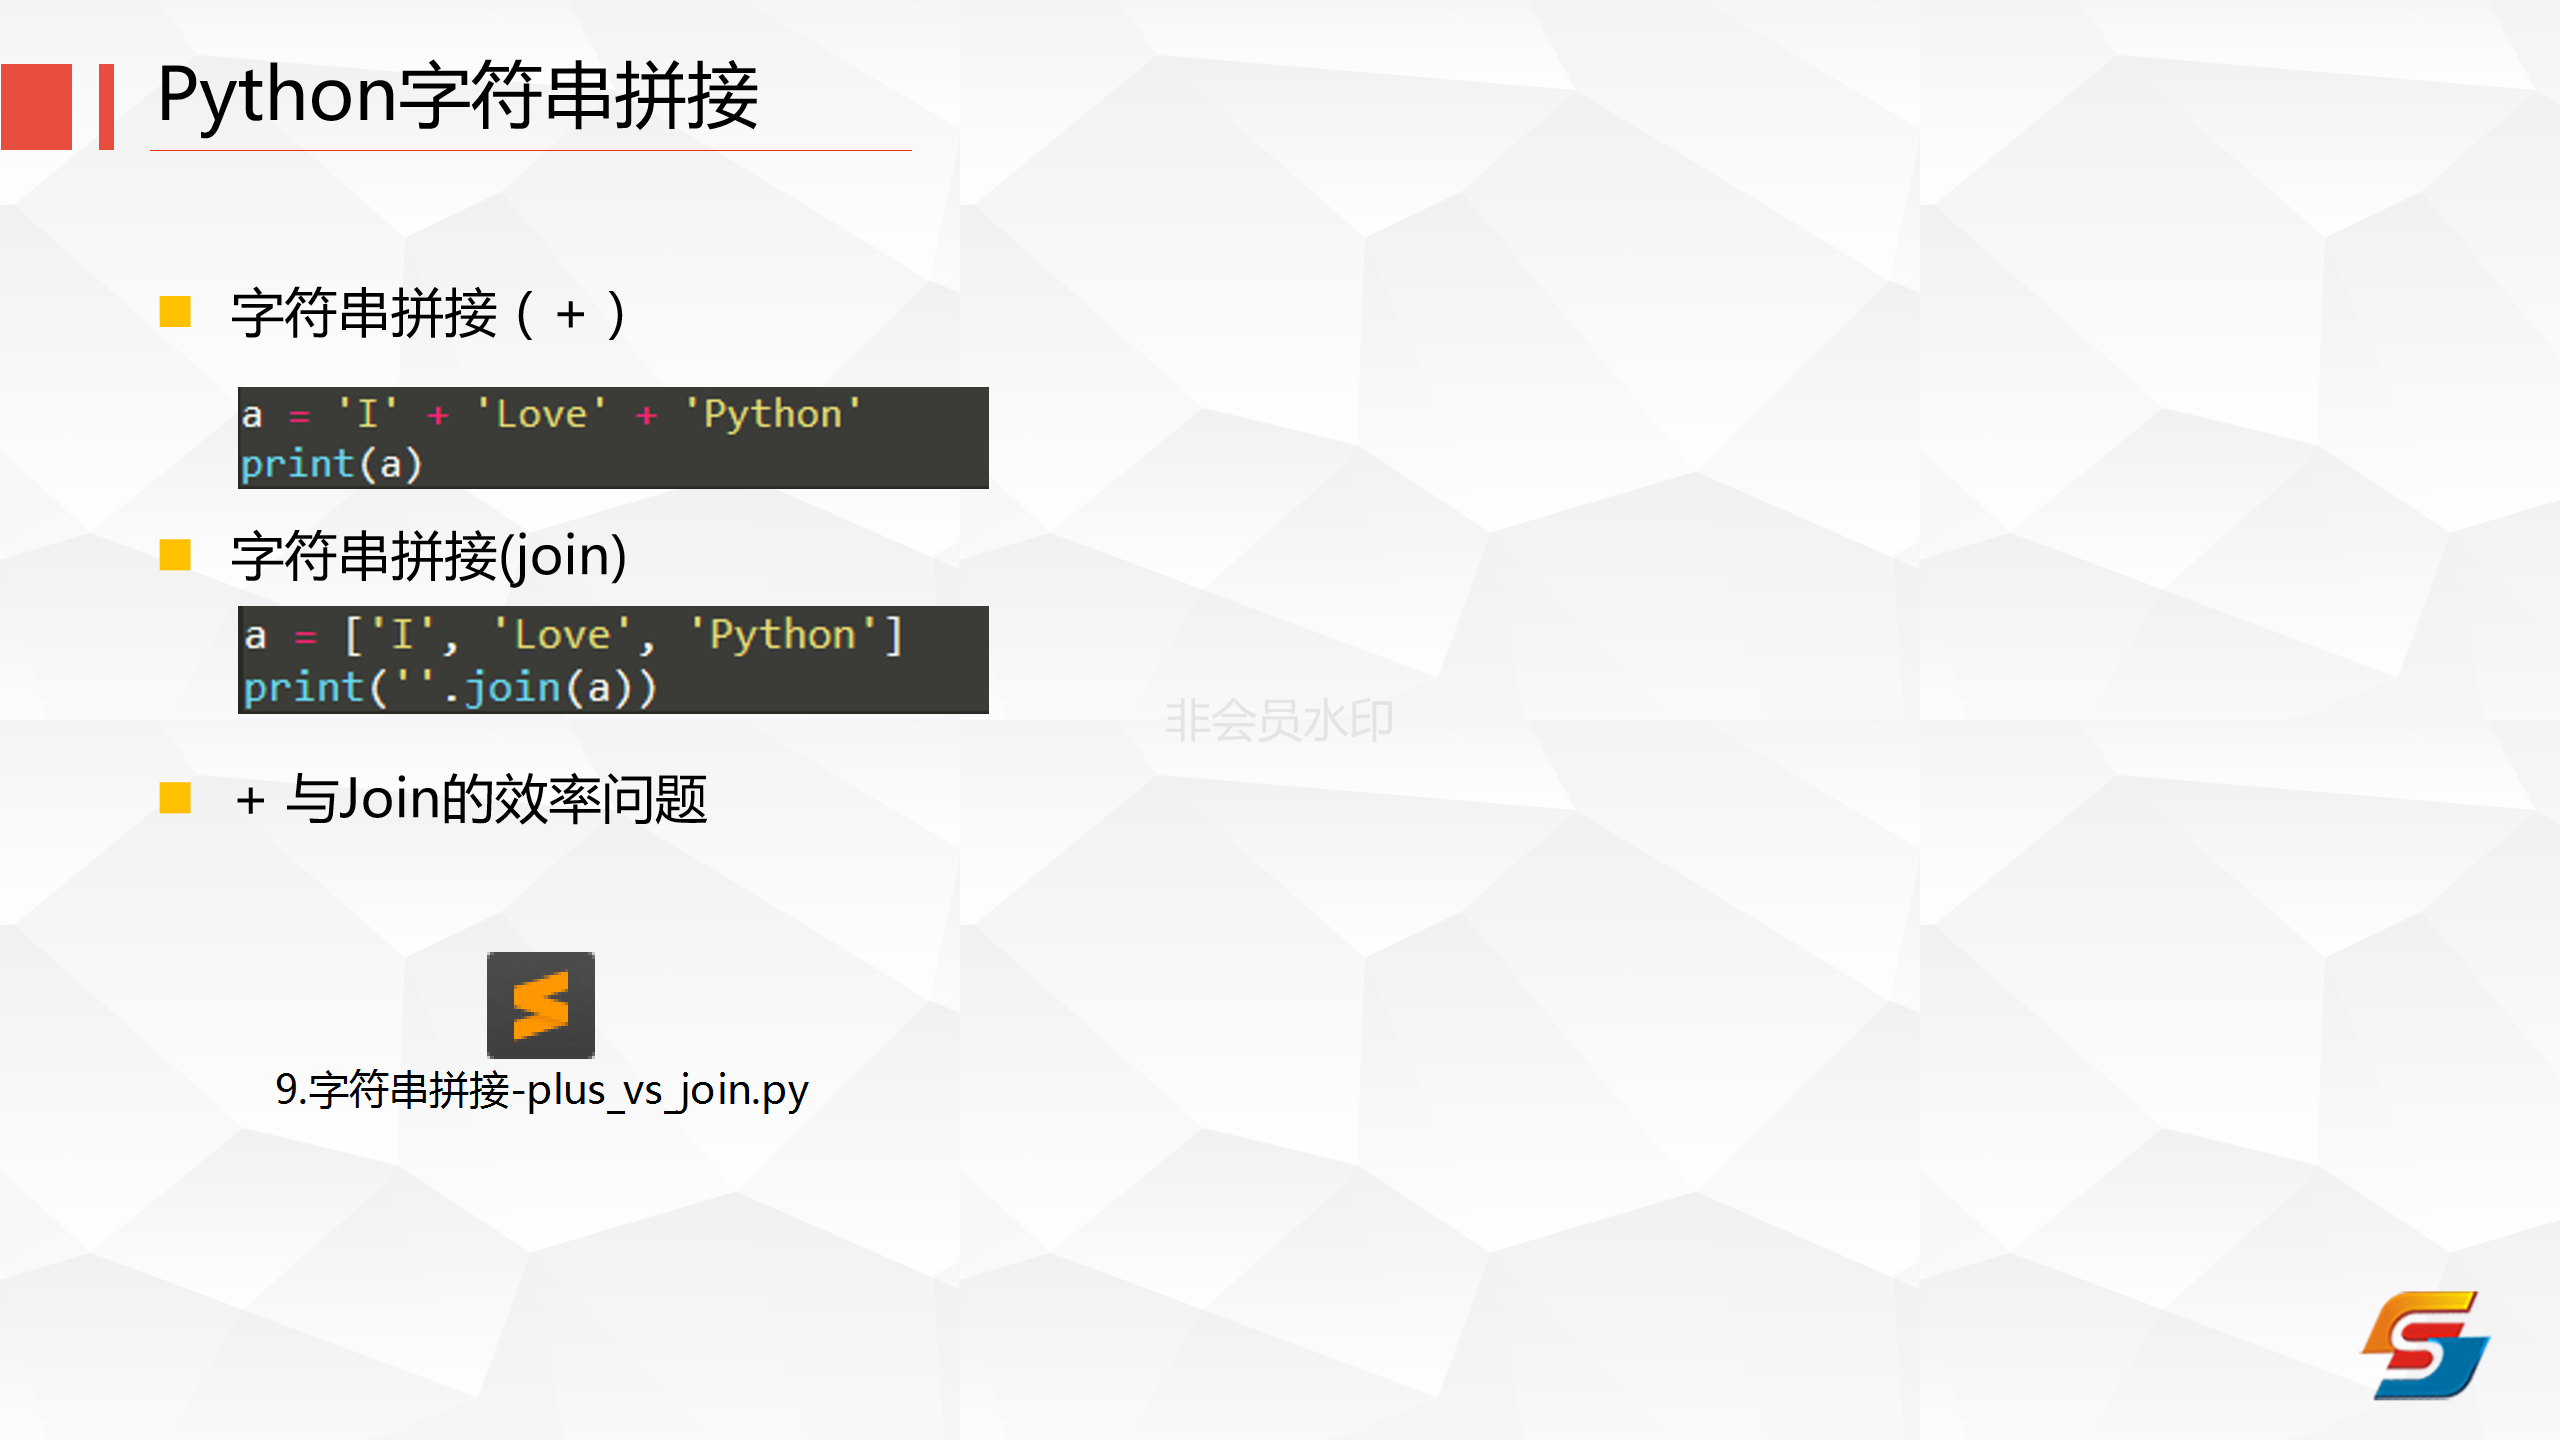 Python字符串拼接
字符串拼接（+）
a = 'I' + 'Love' + 'Python'
print(a)
字符串拼接(join)
a = ['I', 'Love', 'Python']
print(''.join(a))
非会员水印
+ 与Join的效率问题
9.字符串拼接-plus_vs_join.py